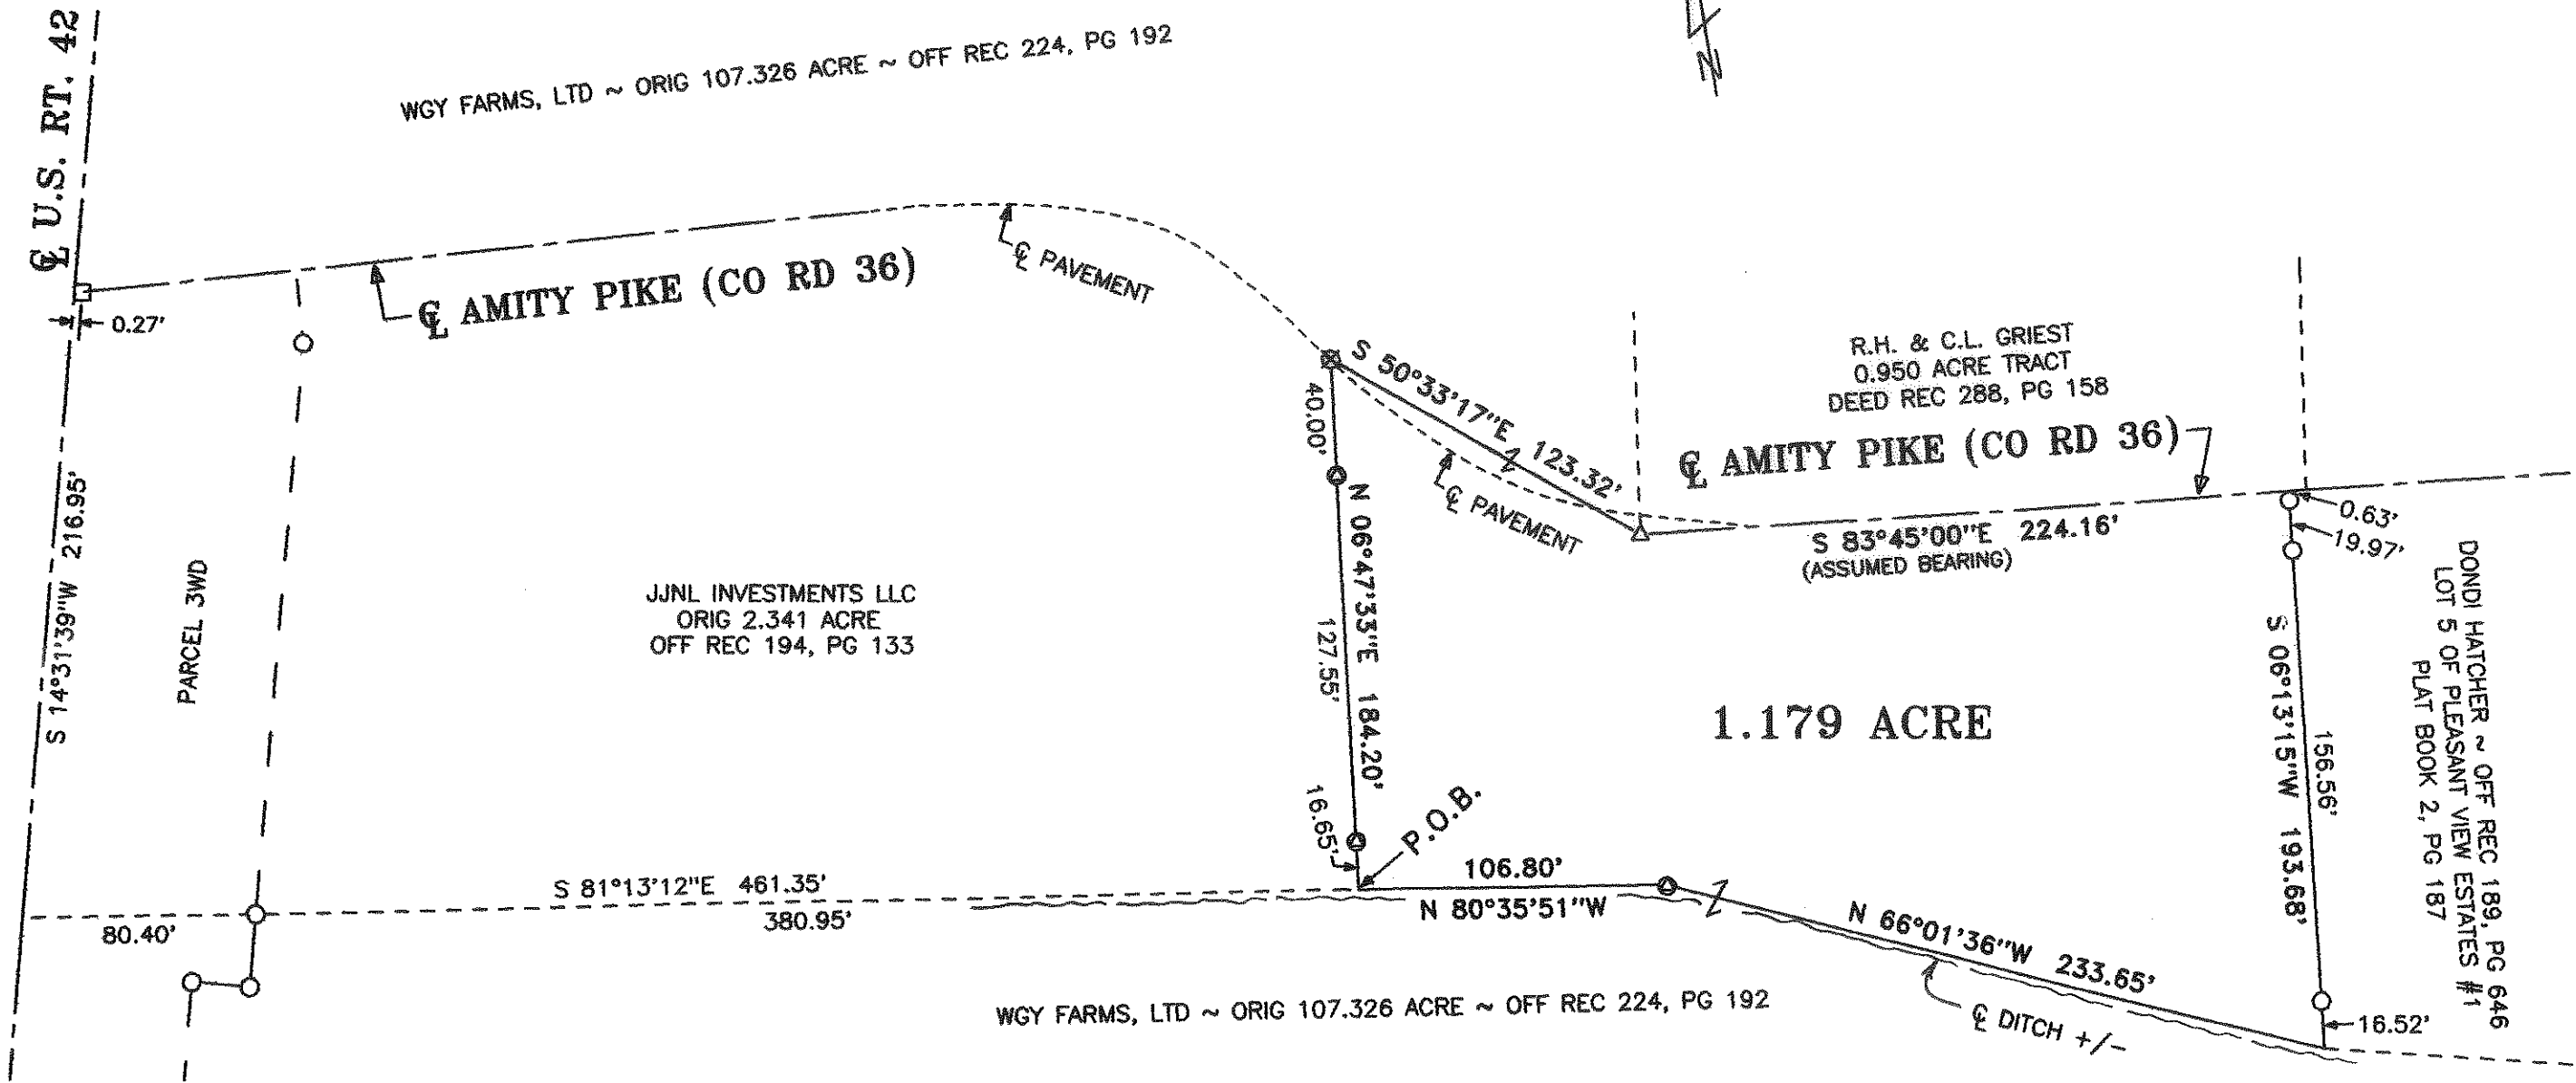 ℄ U.S. RT. 42
WGY FARMS, LTD ~ ORIG 107.326 ACRE ~ OFF REC 224, PG 192
N
0.27'
℄ AMITY PIKE (CO RD 36)
℄ PAVEMENT
S 14°31'39"W 216.95'
PARCEL 3WD
JJNL INVESTMENTS LLC
ORIG 2.341 ACRE
OFF REC 194, PG 133
S 50°33'17"E 123.32'
40.00'
N 06°47'33"E 184.20'
127.55'
16.65'
℄ PAVEMENT
R.H. & C.L. GRIEST
0.950 ACRE TRACT
DEED REC 288, PG 158
℄ AMITY PIKE (CO RD 36)
S 83°45'00"E 224.16'
(ASSUMED BEARING)
0.63'
19.97'
S 06°13'15"W 193.68'
156.56'
16.52'
DONDI HATCHER ~ OFF REC 189, PG 646
LOT 5 OF PLEASANT VIEW ESTATES #1
PLAT BOOK 2, PG 187
1.179 ACRE
P.O.B.
106.80'
N 80°35'51"W
N 66°01'36"W 233.65'
S 81°13'12"E 461.35'
80.40'
380.95'
WGY FARMS, LTD ~ ORIG 107.326 ACRE ~ OFF REC 224, PG 192
℄ DITCH +/-